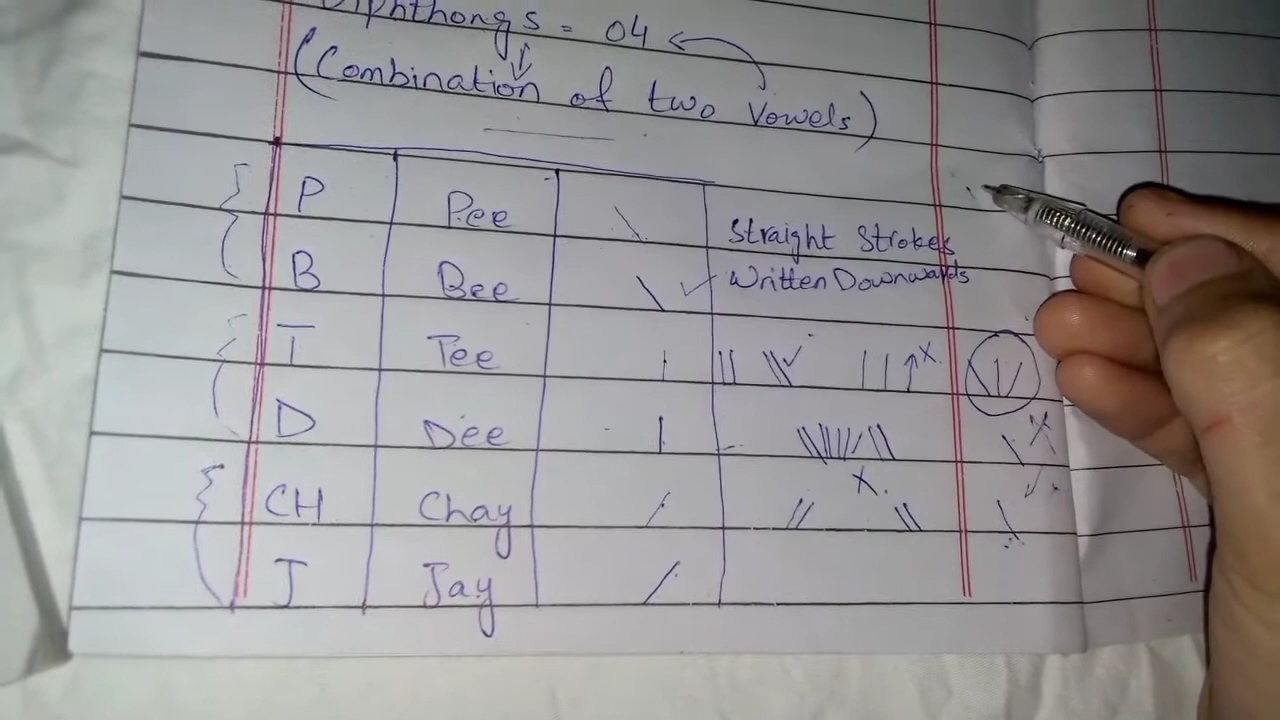 Diphthongs = 04
(Combination of two Vowels)
P Pee Straight Strokes
B Bee Written Downwards
T Tee
D Dee
CH Chay
J Jay